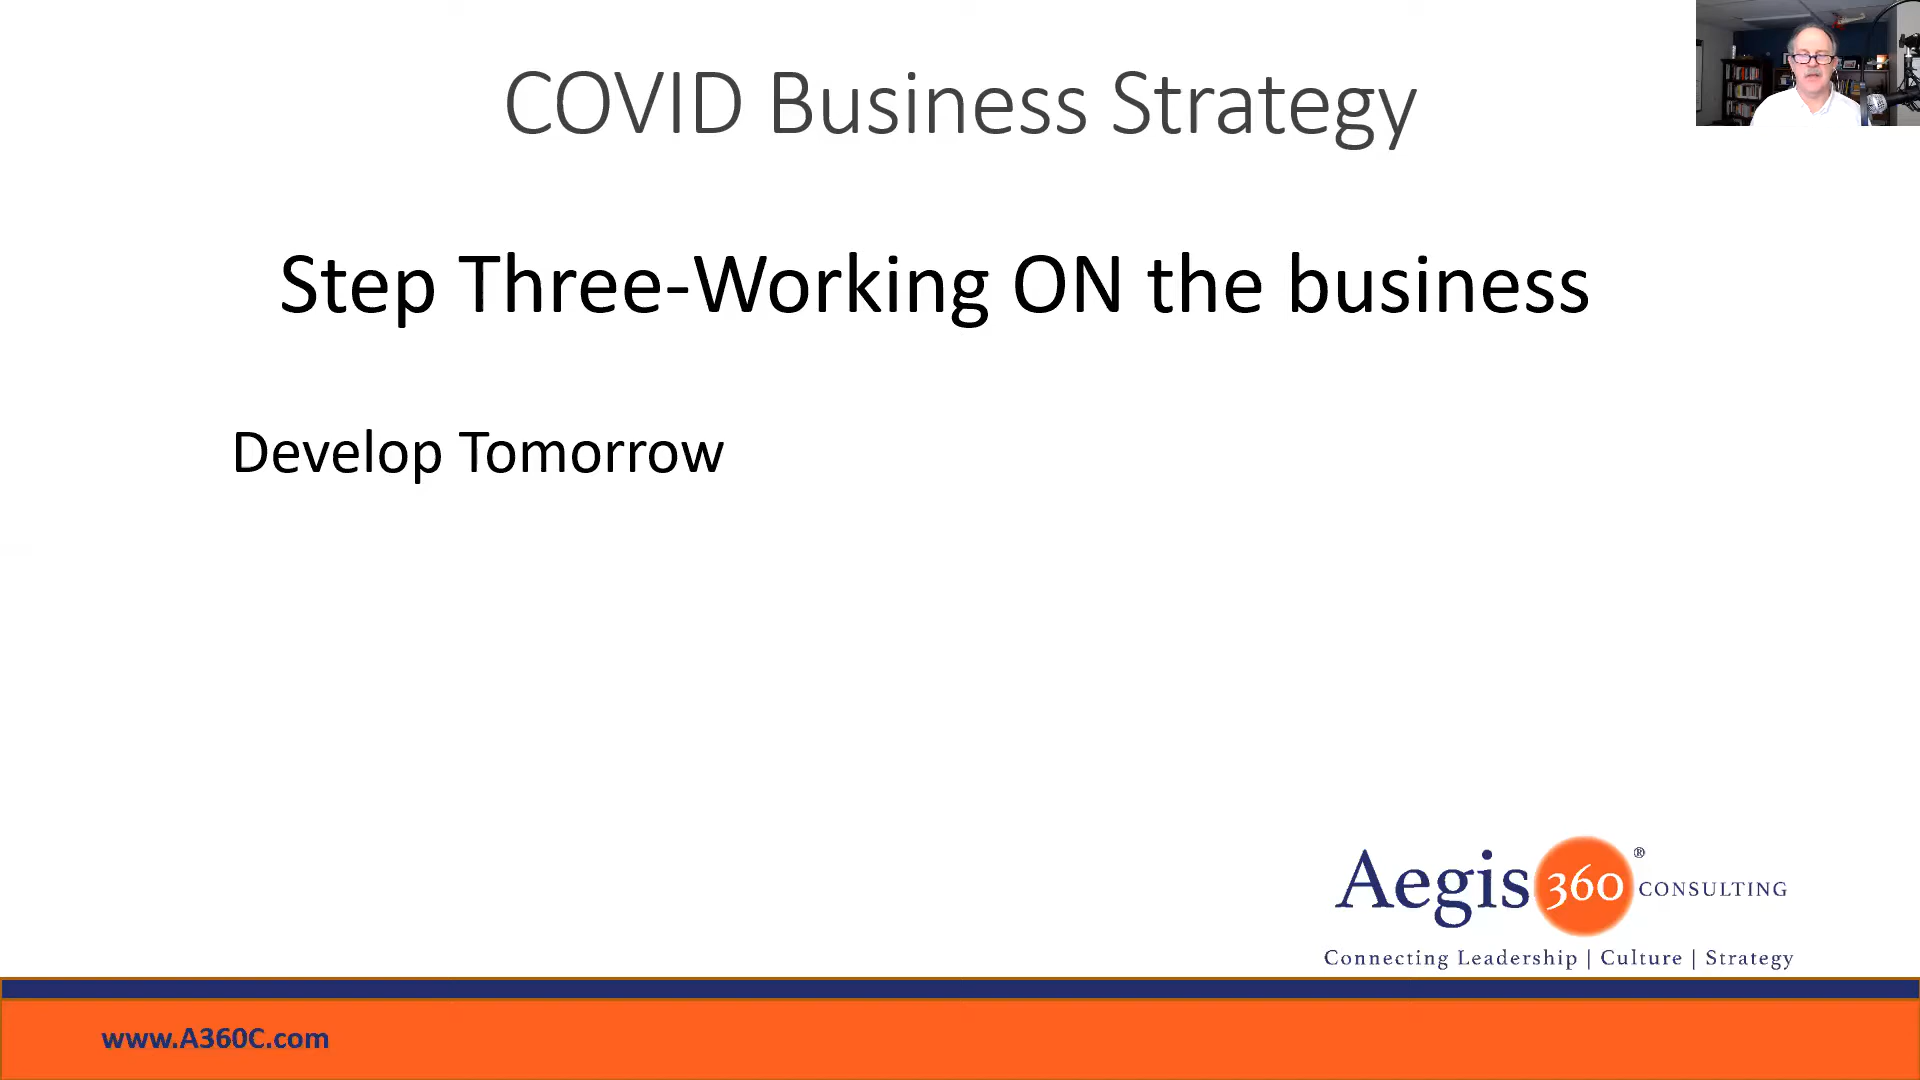 COVID Business Strategy
Step Three-Working ON the business
Develop Tomorrow
Aegis 360® CONSULTING
Connecting Leadership | Culture | Strategy
www.A360C.com